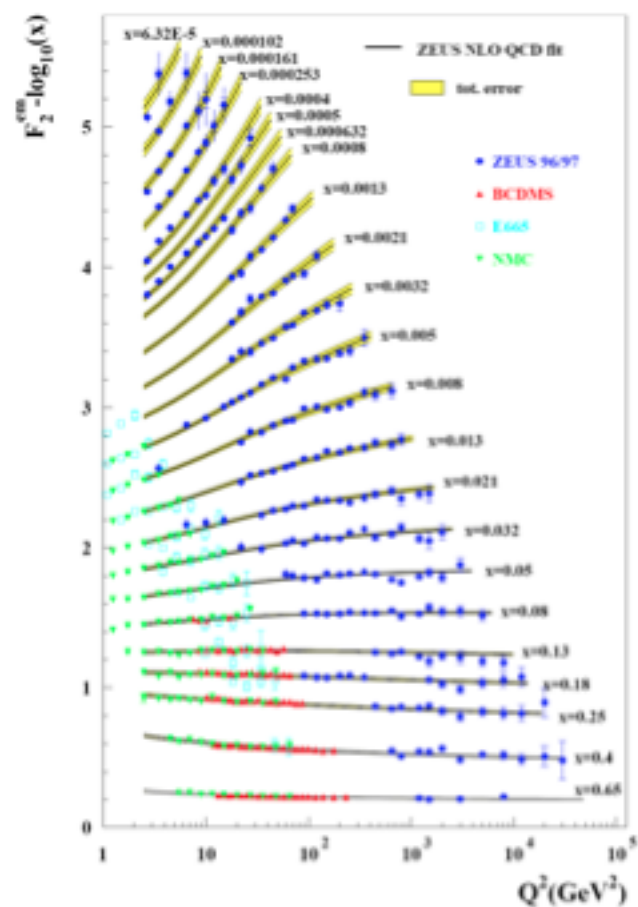 F₂ᵉᵐ-log₁₀(x)
x=6.32E-5
x=0.000102
x=0.000161
x=0.000253
x=0.0004
x=0.0005
x=0.000632
x=0.0008
x=0.0013
x=0.0021
x=0.0032
x=0.005
x=0.008
x=0.013
x=0.021
x=0.032
x=0.05
x=0.08
x=0.13
x=0.18
x=0.25
x=0.4
x=0.65
ZEUS NLO QCD fit
tot. error
ZEUS 96/97
BCDMS
E665
NMC
5
4
3
2
1
0
1
10
10²
10³
10⁴
10⁵
Q²(GeV²)